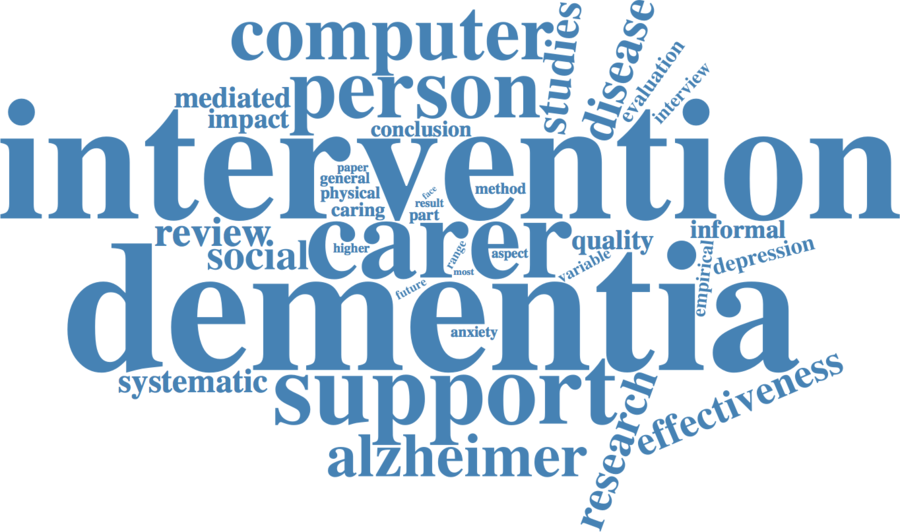 computer
studies
disease
evaluation
interview
person
mediated
impact
conclusion
intervention
paper
general
physical
caring
face
result
part
method
review
social
carer
higher
range
most
aspect
variable
quality
informal
empirical
depression
future
dementia
anxiety
systematic
support
research
effectiveness
alzheimer